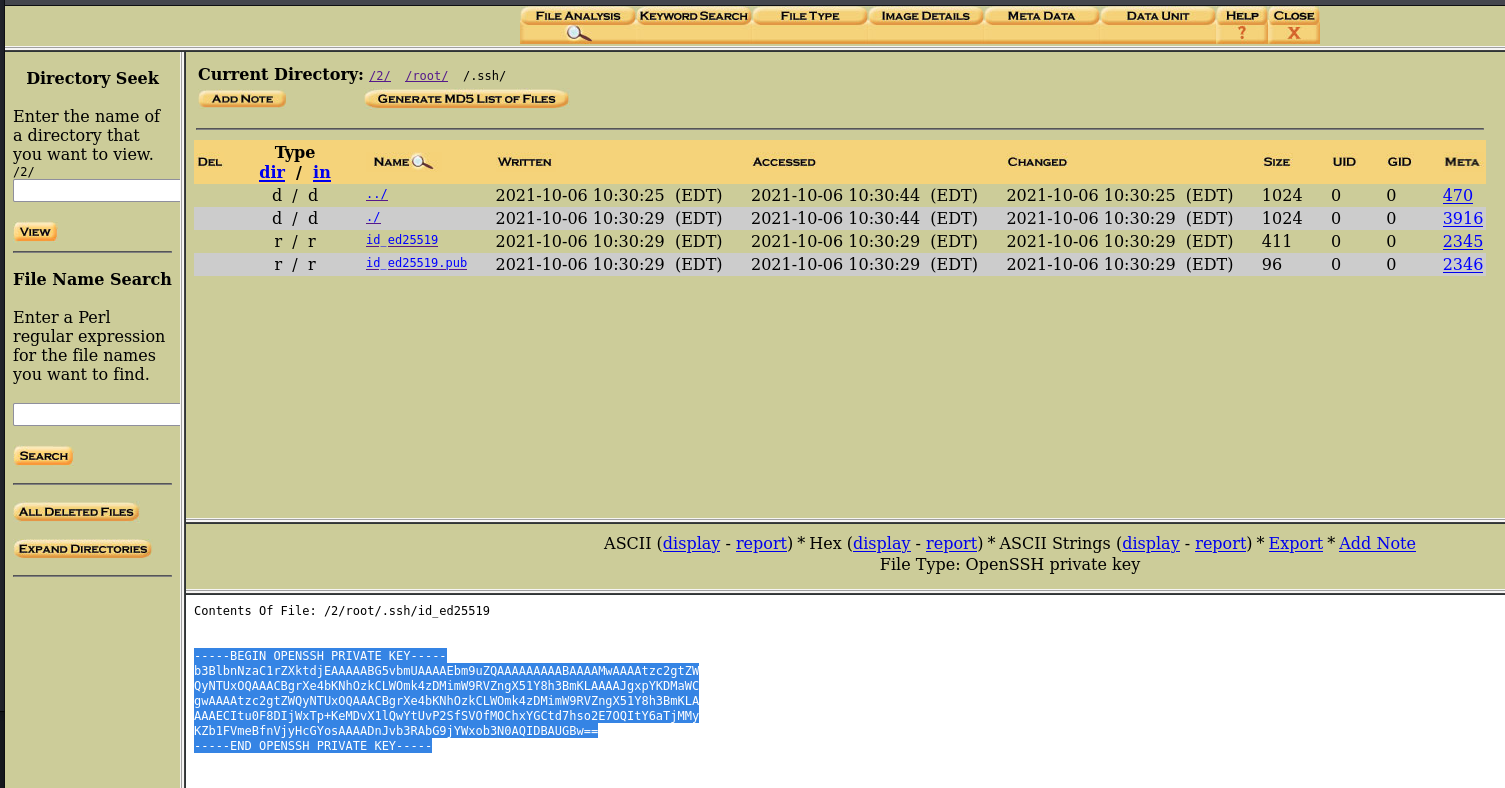 FILE ANALYSIS KEYWORD SEARCH FILE TYPE IMAGE DETAILS META DATA DATA UNIT HELP CLOSE
? X
Directory Seek
Enter the name of
a directory that
you want to view.
/2/
VIEW
File Name Search
Enter a Perl
regular expression
for the file names
you want to find.
SEARCH
ALL DELETED FILES
EXPAND DIRECTORIES
Current Directory: /2/ /root/ /.ssh/
ADD NOTE GENERATE MD5 LIST OF FILES
DEL Type NAME WRITTEN ACCESSED CHANGED SIZE UID GID META
dir / in
d / d ../ 2021-10-06 10:30:25 (EDT) 2021-10-06 10:30:44 (EDT) 2021-10-06 10:30:25 (EDT) 1024 0 0 470
d / d ./ 2021-10-06 10:30:29 (EDT) 2021-10-06 10:30:44 (EDT) 2021-10-06 10:30:29 (EDT) 1024 0 0 3916
r / r id_ed25519 2021-10-06 10:30:29 (EDT) 2021-10-06 10:30:29 (EDT) 2021-10-06 10:30:29 (EDT) 411 0 0 2345
r / r id_ed25519.pub 2021-10-06 10:30:29 (EDT) 2021-10-06 10:30:29 (EDT) 2021-10-06 10:30:29 (EDT) 96 0 0 2346
ASCII (display - report) * Hex (display - report) * ASCII Strings (display - report) * Export * Add Note
File Type: OpenSSH private key
Contents Of File: /2/root/.ssh/id_ed25519
-----BEGIN OPENSSH PRIVATE KEY-----
b3BlbnNzaC1rZXktdjEAAAAABG5vbmUAAAAEbm9uZQAAAAAAAAABAAAAMwAAAAtzc2gtZW
QyNTUxOQAAACBgrXe4bKNhOzkCLWOmk4zDMimW9RVZngX51Y8h3BmKLAAAAJgxpYKDMaWC
gwAAAAtzc2gtZWQyNTUxOQAAACBgrXe4bKNhOzkCLWOmk4zDMimW9RVZngX51Y8h3BmKLA
AAAECItu0F8DIjWxTp+KeMDvX1lQwYtUvP2SfSVOfMOChxYGCtd7hso2E7OQItY6aTjMMy
KZb1FVmeBfnVjyHcGYosAAAADnJvb3RAbG9jYWxob3N0AQIDBAUGBw==
-----END OPENSSH PRIVATE KEY-----